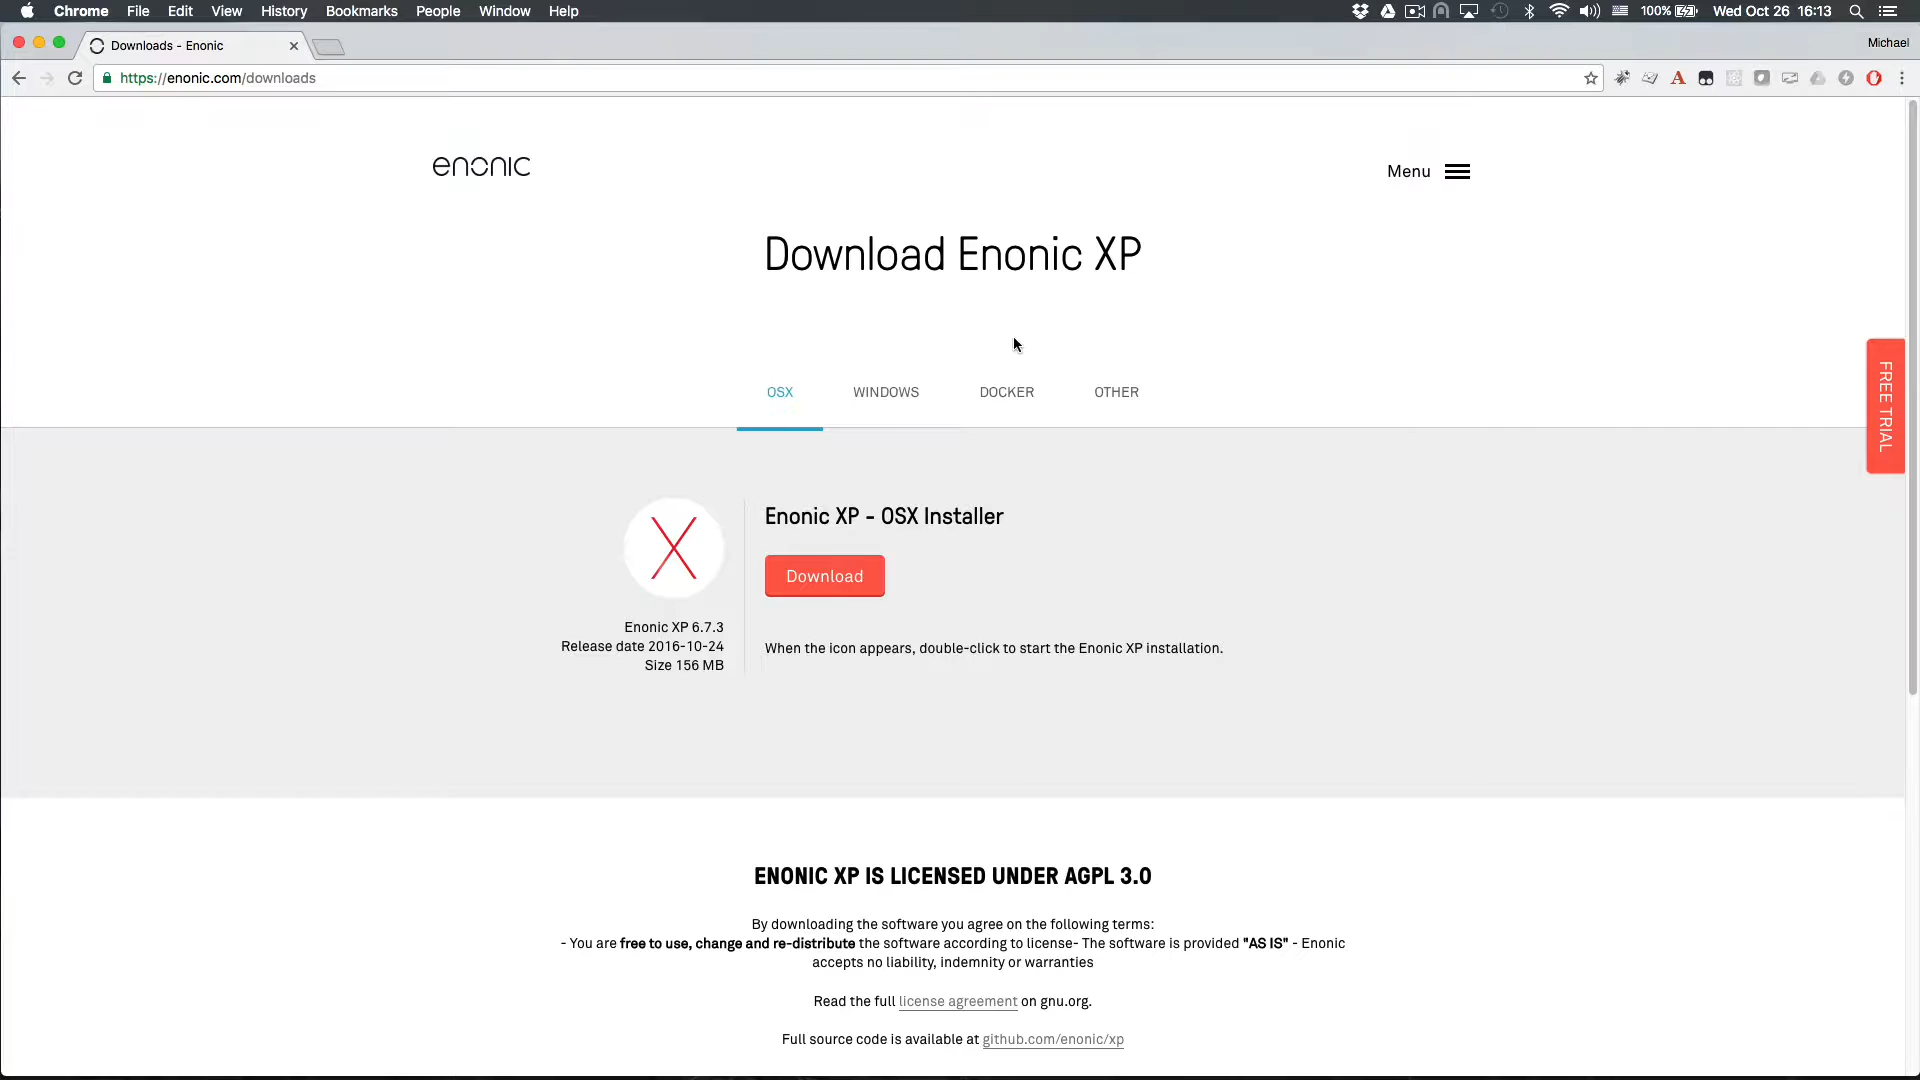 Chrome File Edit View History Bookmarks People Window Help 100% Wed Oct 26 16:13
Downloads - Enonic
Michael
https://enonic.com/downloads
enonic
Menu
Download Enonic XP
OSX WINDOWS DOCKER OTHER
FREE TRIAL
Enonic XP - OSX Installer
Download
Enonic XP 6.7.3
Release date 2016-10-24
Size 156 MB
When the icon appears, double-click to start the Enonic XP installation.
ENONIC XP IS LICENSED UNDER AGPL 3.0
By downloading the software you agree on the following terms:
- You are free to use, change and re-distribute the software according to license- The software is provided "AS IS" - Enonic
accepts no liability, indemnity or warranties
Read the full license agreement on gnu.org.
Full source code is available at github.com/enonic/xp